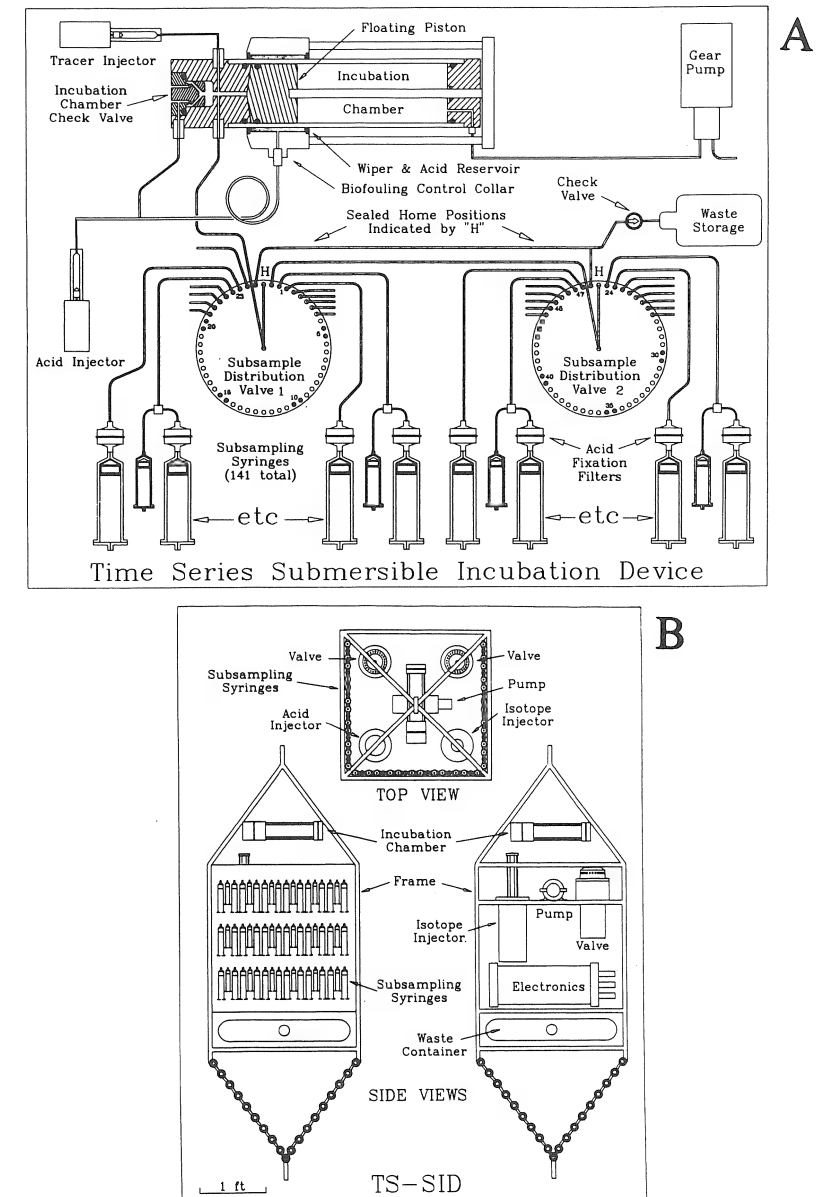 A
Floating Piston
Tracer Injector
Incubation
Chamber
Check Valve
Incubation
Chamber
Gear
Pump
Wiper & Acid Reservoir
Biofouling Control Collar
Check
Valve
Waste
Storage
Sealed Home Positions
Indicated by "H"
H
H
23
1
20
5
15
10
47
24
45
30
40
35
Acid Injector
Subsample
Distribution
Valve 1
Subsample
Distribution
Valve 2
Subsampling
Syringes
(141 total)
Acid
Fixation
Filters
etc
etc
Time Series Submersible Incubation Device
B
Valve
Valve
Subsampling
Syringes
Pump
Acid
Injector
Isotope
Injector
TOP VIEW
Incubation
Chamber
Frame
Isotope
Injector.
Pump
Valve
Subsampling
Syringes
Electronics
Waste
Container
SIDE VIEWS
1 ft
TS-SID